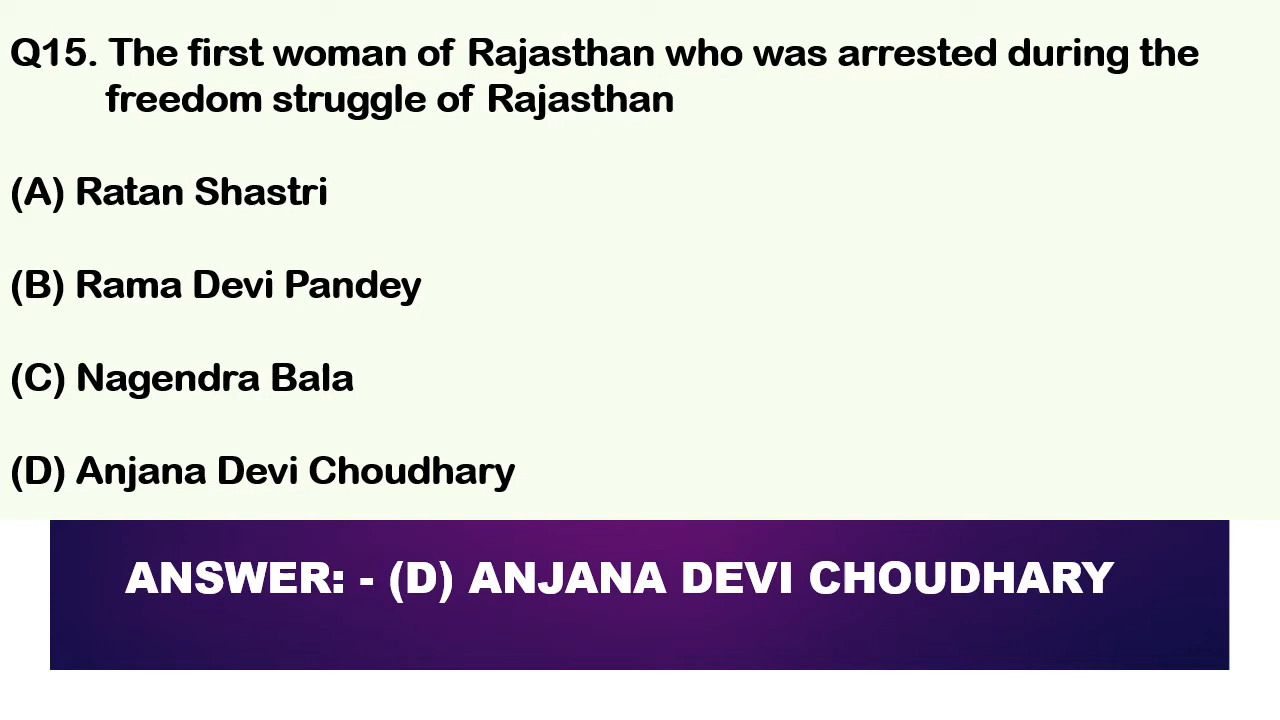 Q15. The first woman of Rajasthan who was arrested during the
freedom struggle of Rajasthan
(A) Ratan Shastri
(B) Rama Devi Pandey
(C) Nagendra Bala
(D) Anjana Devi Choudhary
ANSWER: - (D) ANJANA DEVI CHOUDHARY